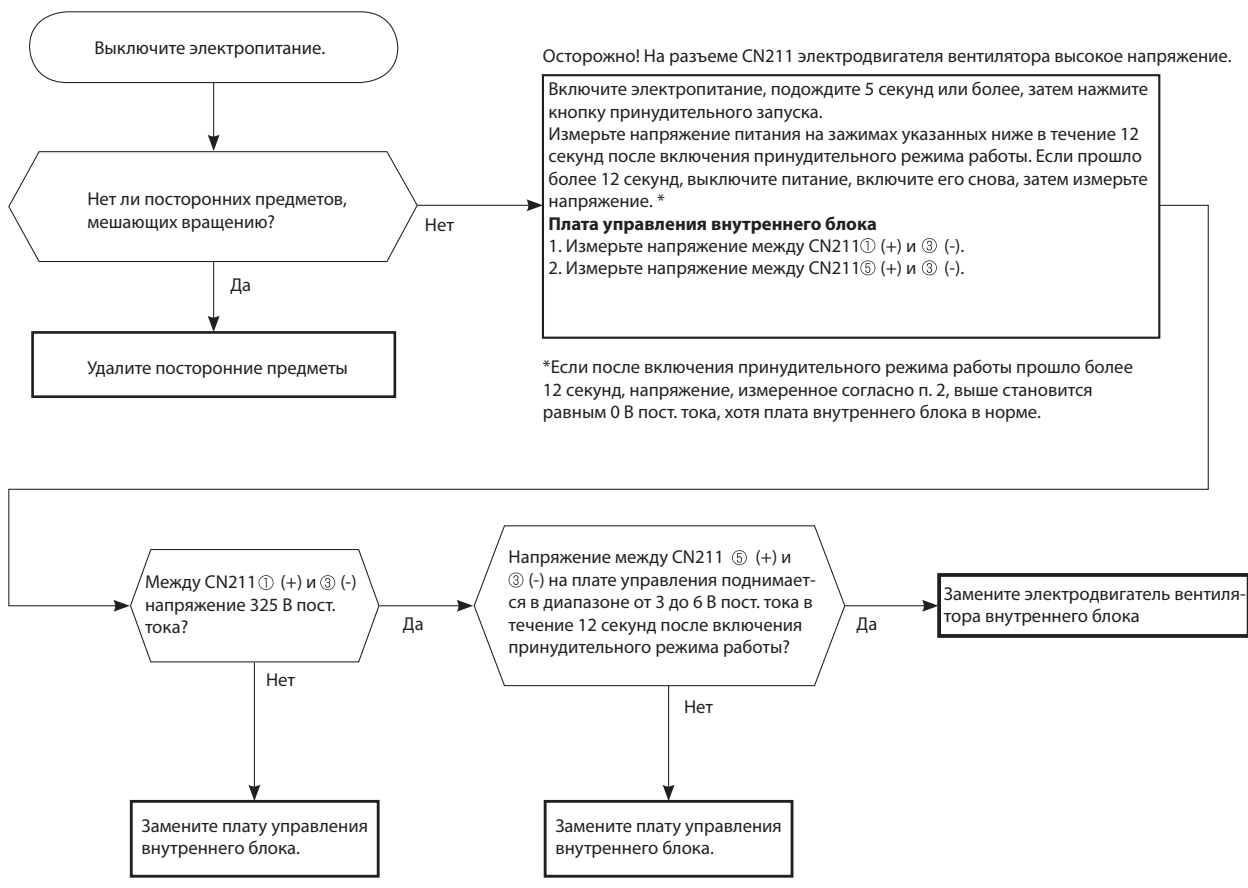 Выключите электропитание.
Осторожно! На разъеме CN211 электродвигателя вентилятора высокое напряжение.
Включите электропитание, подождите 5 секунд или более, затем нажмите
кнопку принудительного запуска.
Измерьте напряжение питания на зажимах указанных ниже в течение 12
секунд после включения принудительного режима работы. Если прошло
более 12 секунд, выключите питание, включите его снова, затем измерьте
напряжение. *
Плата управления внутреннего блока
1. Измерьте напряжение между CN211① (+) и ③ (-).
2. Измерьте напряжение между CN211⑤ (+) и ③ (-).
Нет ли посторонних предметов,
мешающих вращению?
Нет
Да
Удалите посторонние предметы
*Если после включения принудительного режима работы прошло более
12 секунд, напряжение, измеренное согласно п. 2, выше становится
равным 0 В пост. тока, хотя плата внутреннего блока в норме.
Между CN211① (+) и ③ (-)
напряжение 325 В пост.
тока?
Да
Нет
Напряжение между CN211 ⑤ (+) и
③ (-) на плате управления поднимает-
ся в диапазоне от 3 до 6 В пост. тока в
течение 12 секунд после включения
принудительного режима работы?
Да
Нет
Замените электродвигатель вентиля-
тора внутреннего блока
Замените плату управления
внутреннего блока.
Замените плату управления
внутреннего блока.